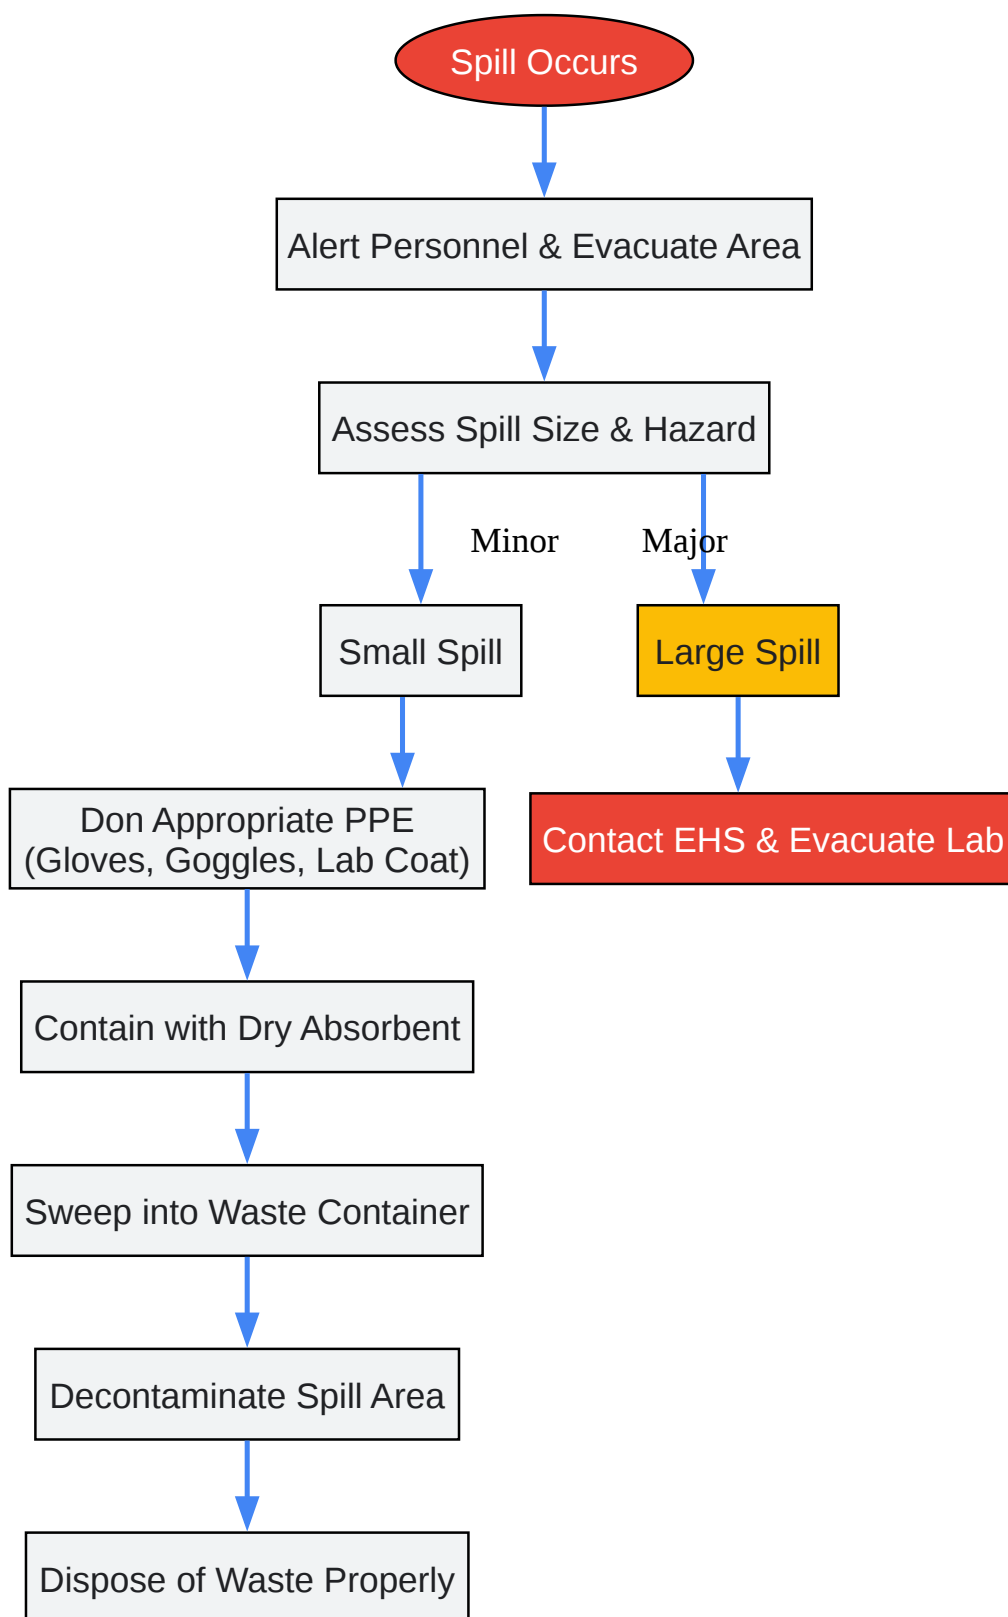 Spill Occurs
Alert Personnel & Evacuate Area
Assess Spill Size & Hazard
Minor
Major
Small Spill
Large Spill
Don Appropriate PPE
(Gloves, Goggles, Lab Coat)
Contact EHS & Evacuate Lab
Contain with Dry Absorbent
Sweep into Waste Container
Decontaminate Spill Area
Dispose of Waste Properly